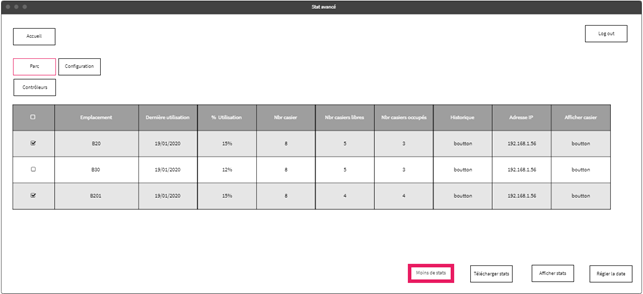 Stat avancé
Accueil
Log out
Parc
Configuration
Contrôleurs
Emplacement Dernière utilisation % Utilisation Nbr casier Nbr casiers libres Nbr casiers occupés Historique Adresse IP Afficher casier
B20 19/01/2020 15% 8 5 3 boutton 192.168.1.56 boutton
B30 19/01/2020 12% 8 5 3 boutton 192.168.1.56 boutton
B201 19/01/2020 15% 8 4 4 boutton 192.168.1.56 boutton
Moins de stats Télécharger stats Afficher stats Régler la date